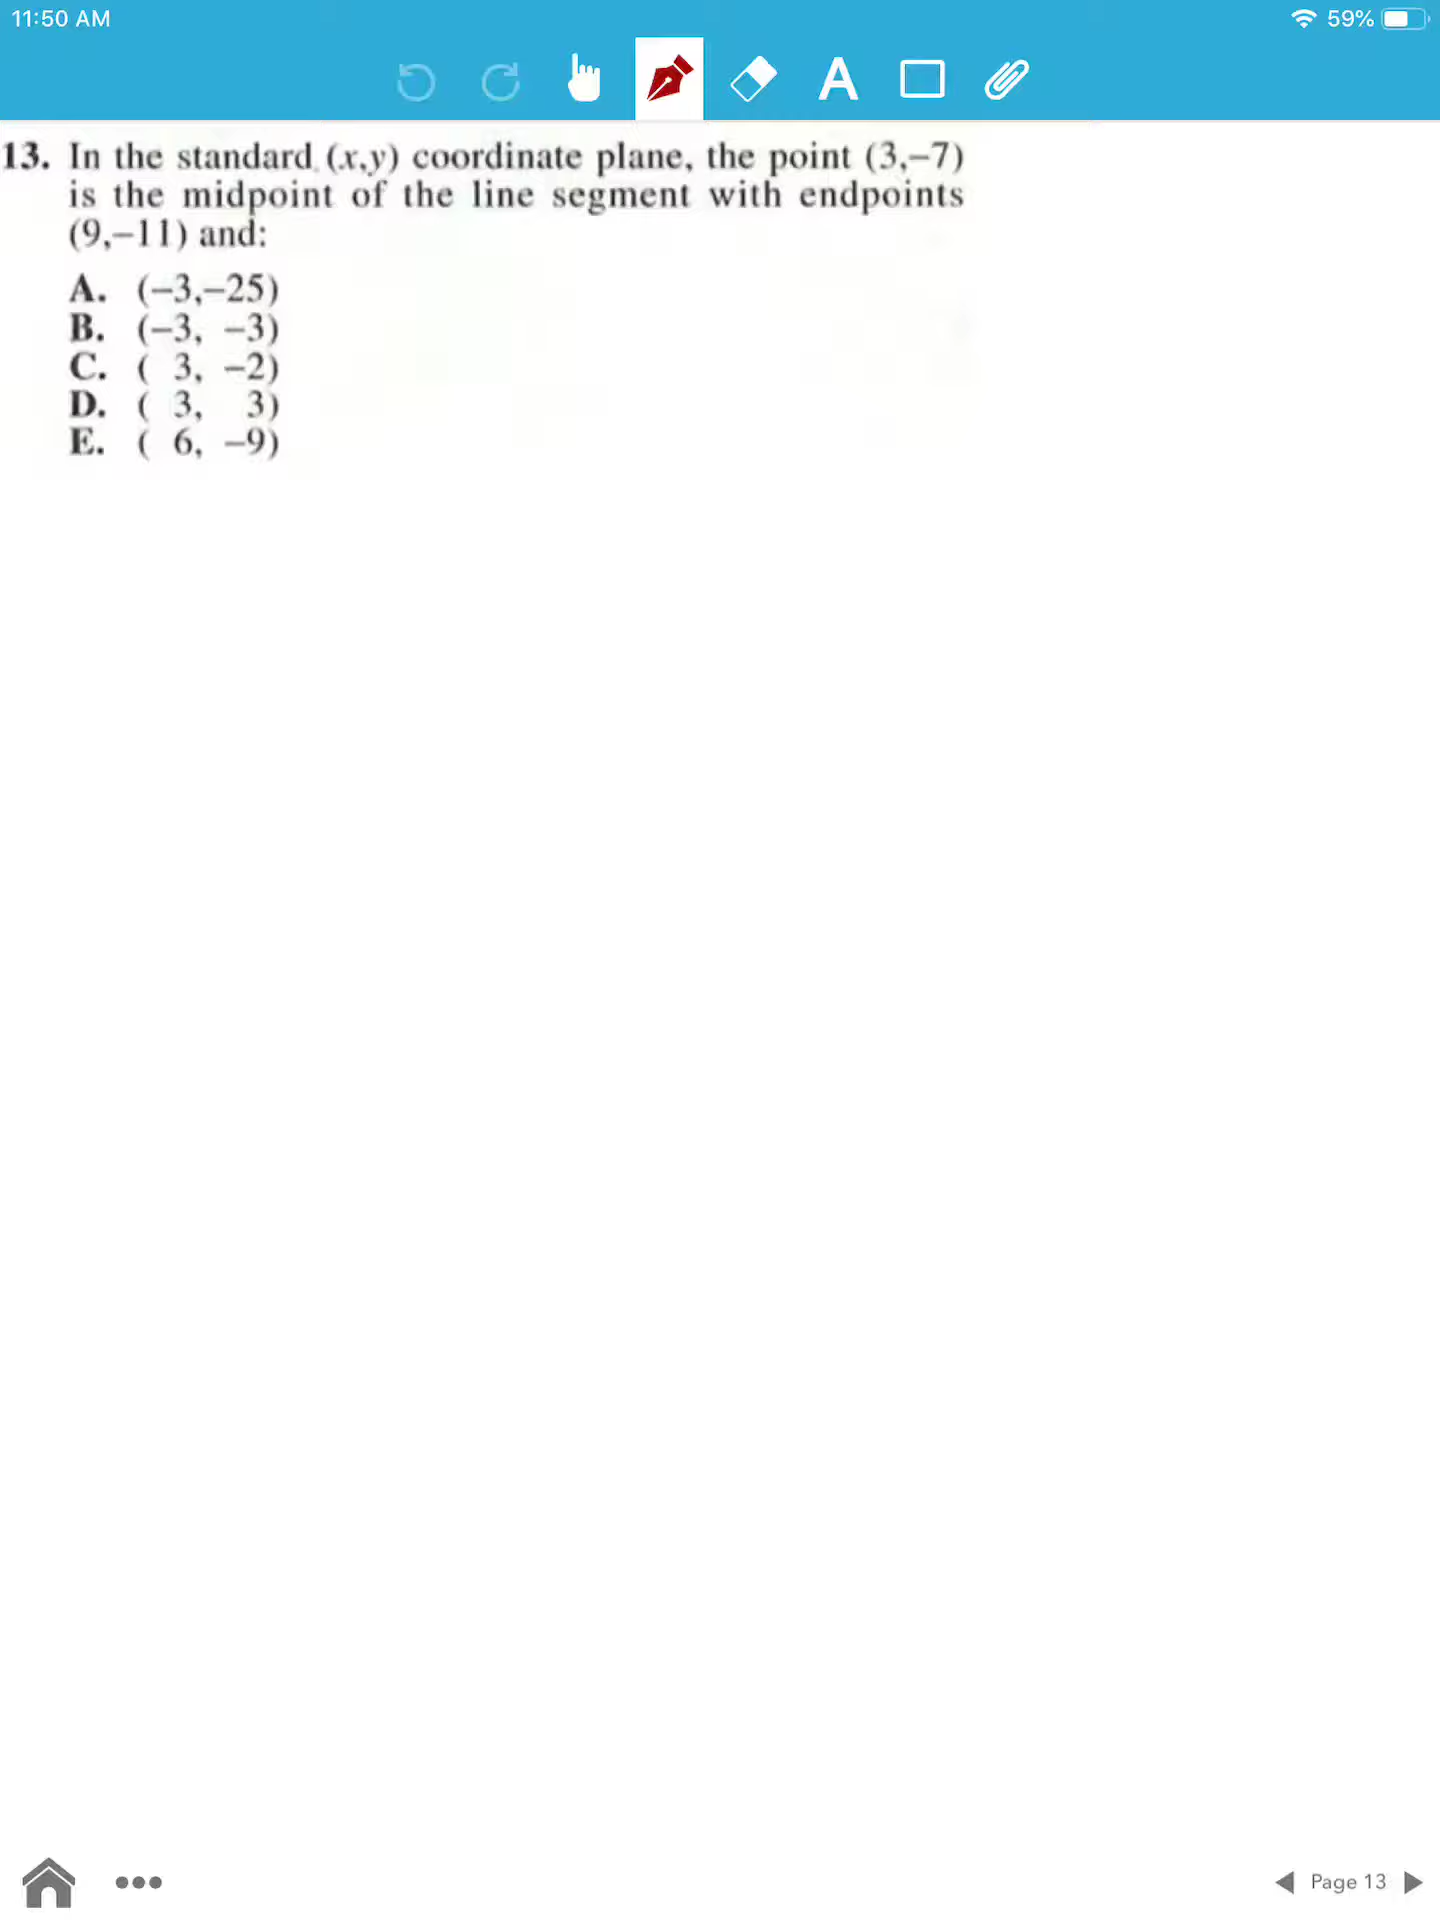 11:50 AM
59%
A
13. In the standard (x,y) coordinate plane, the point (3,–7)
is the midpoint of the line segment with endpoints
(9,–11) and:
A. (–3,–25)
B. (–3, –3)
C. ( 3, –2)
D. ( 3, 3)
E. ( 6, –9)
Page 13